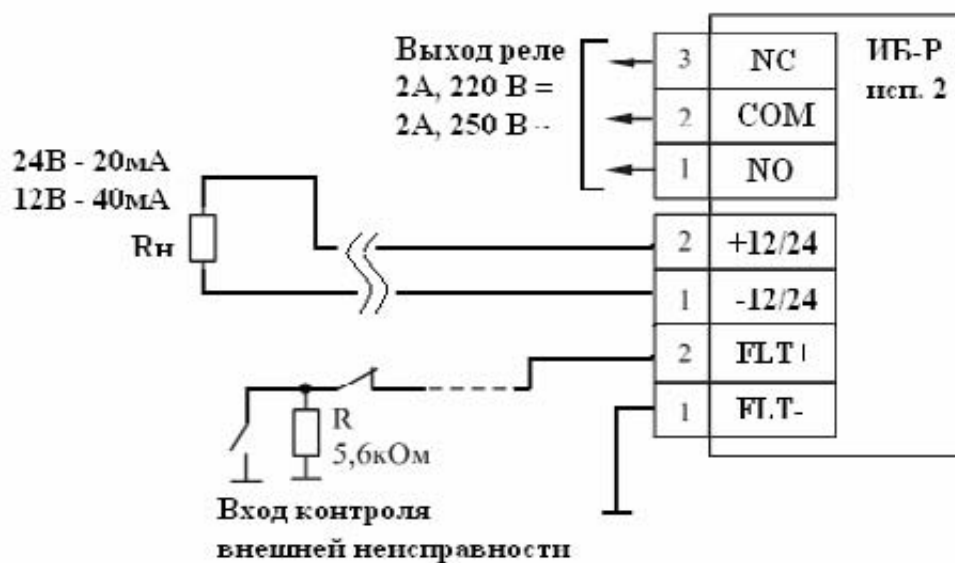 Выход реле
2А, 220 В =
2А, 250 В ~
3 NC
2 COM
1 NO
ИБ-Р
исп. 2
24В - 20мА
12В - 40мА
Rн
2 +12/24
1 -12/24
2 FLT+
1 FLT-
R
5,6кОм
Вход контроля
внешней неисправности